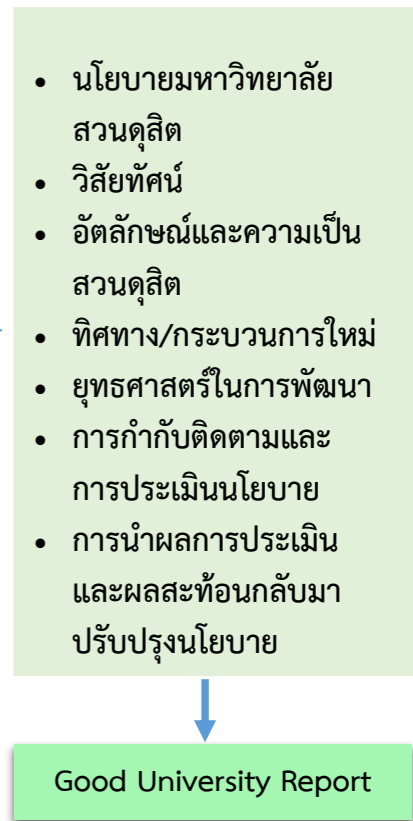 • นโยบายมหาวิทยาลัย
สวนดุสิต
• วิสัยทัศน์
• อัตลักษณ์และความเป็น
สวนดุสิต
• ทิศทาง/กระบวนการใหม่
• ยุทธศาสตร์ในการพัฒนา
• การกำกับติดตามและ
การประเมินนโยบาย
• การนำผลการประเมิน
และผลสะท้อนกลับมา
ปรับปรุงนโยบาย
Good University Report